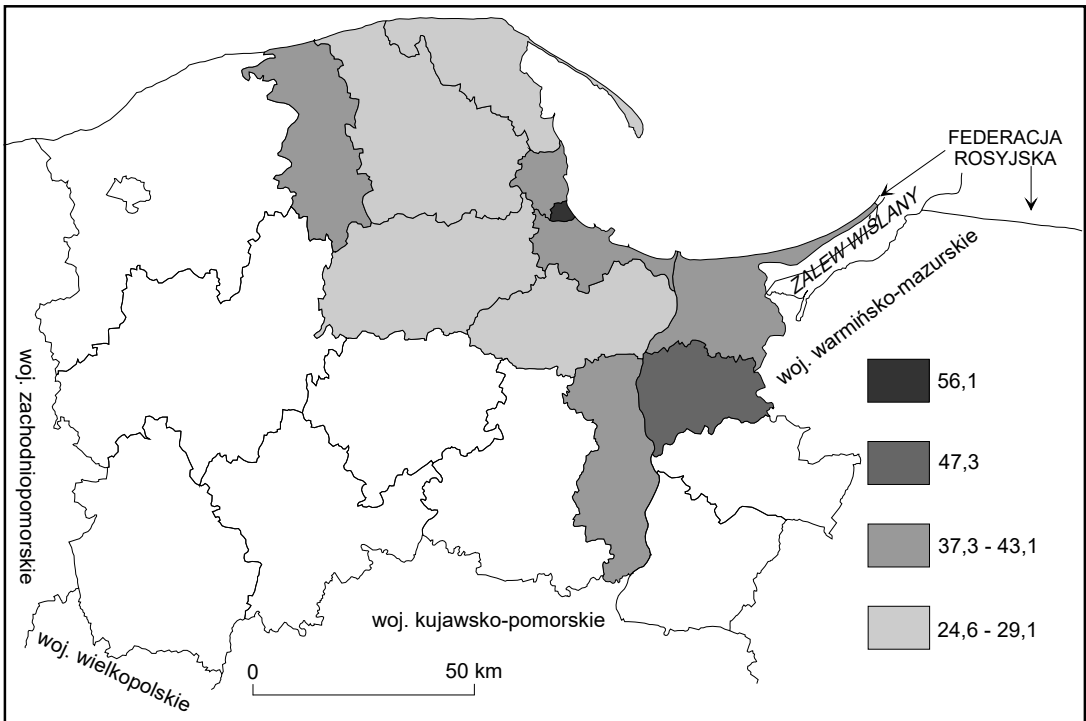 FEDERACJA
ROSYJSKA
ZALEW WIŚLANY
woj. warmińsko-mazurskie
woj. zachodniopomorskie
56,1
47,3
37,3 - 43,1
24,6 - 29,1
woj. kujawsko-pomorskie
woj. wielkopolskie
0
50 km